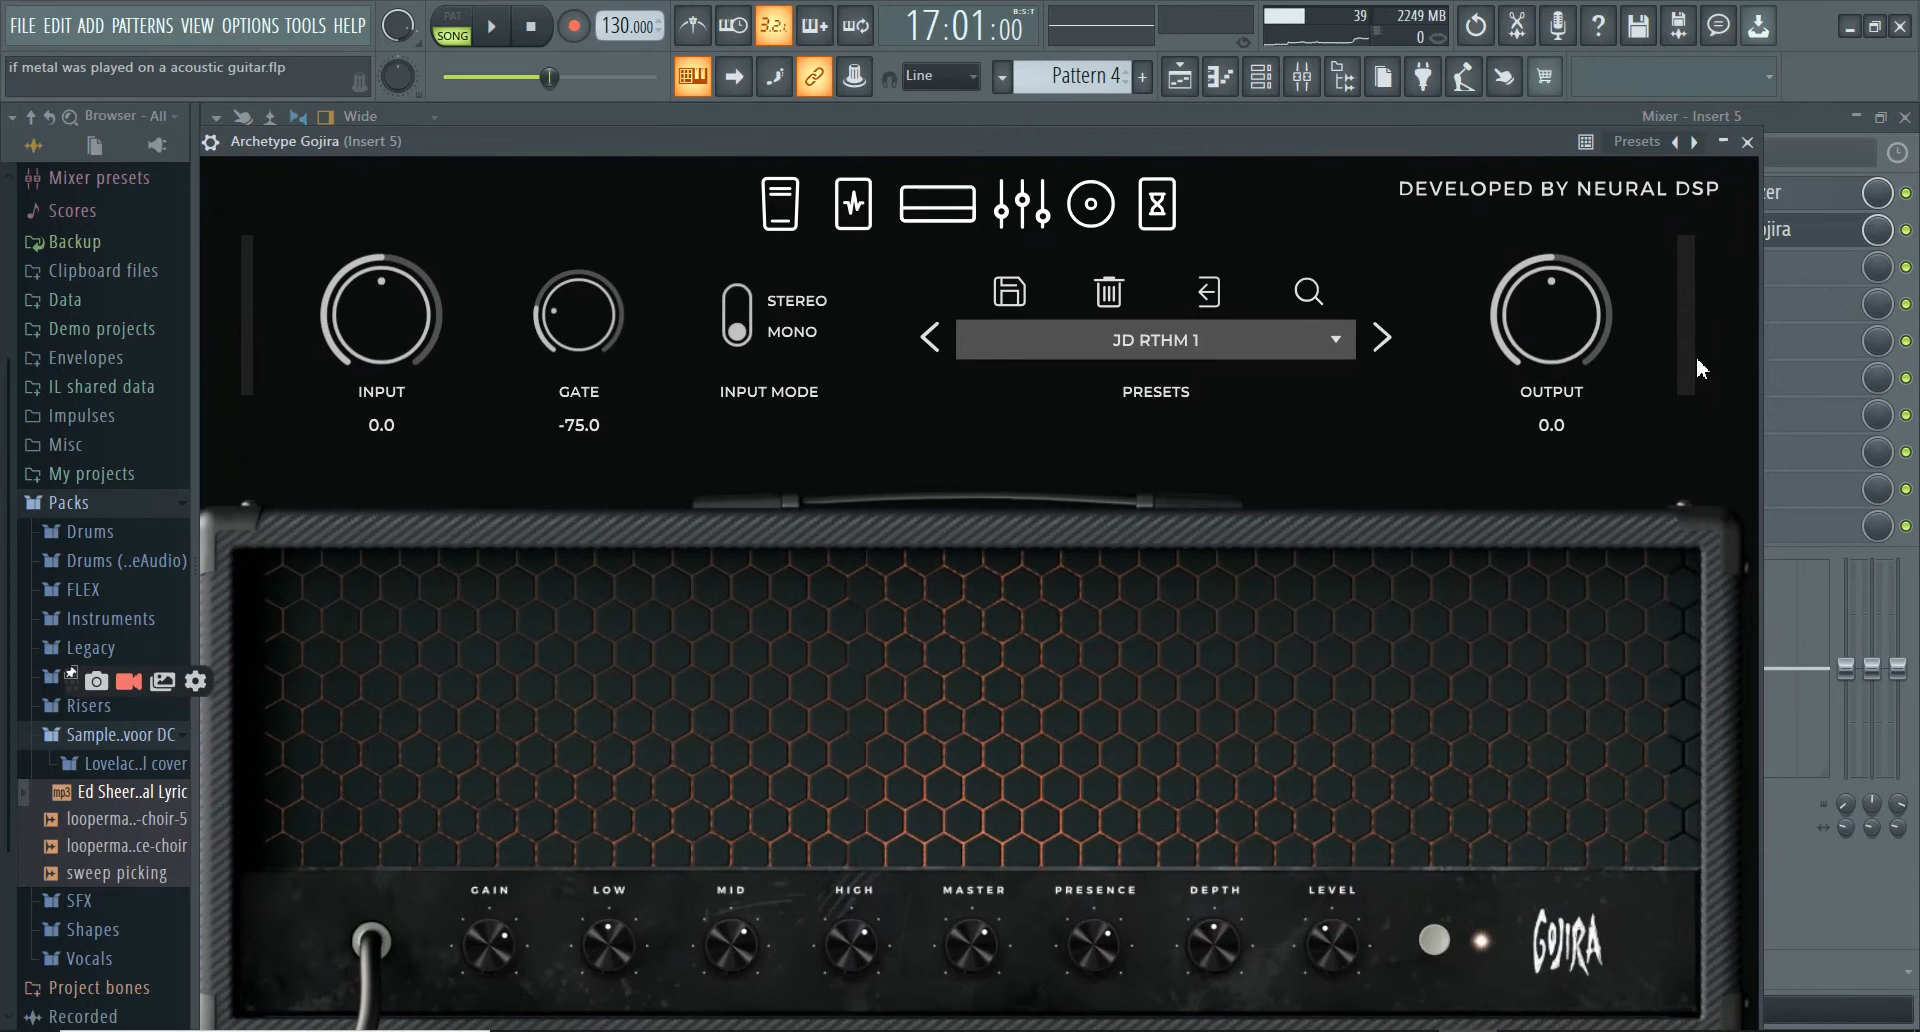 FILE EDIT ADD PATTERNS VIEW OPTIONS TOOLS HELP
PAT
SONG
130.000
3.2.
17:01:00
B:S:T
39
2249 MB
0
if metal was played on a acoustic guitar.flp
Line
Pattern 4
Browser - All
Wide
Mixer - Insert 5
Archetype Gojira (Insert 5)
Presets
Mixer presets
Scores
Backup
Clipboard files
Data
Demo projects
Envelopes
IL shared data
Impulses
Misc
My projects
Packs
Drums
Drums (..eAudio)
FLEX
Instruments
Legacy
Risers
Sample..voor DC
Lovelac..l cover
mp3 Ed Sheer..al Lyric
looperma..-choir-5
looperma..ce-choir
sweep picking
SFX
Shapes
Vocals
Project bones
Recorded
DEVELOPED BY NEURAL DSP
STEREO
MONO
JD RTHM 1
INPUT
GATE
INPUT MODE
PRESETS
OUTPUT
0.0
-75.0
0.0
zer
ojira
GAIN
LOW
MID
HIGH
MASTER
PRESENCE
DEPTH
LEVEL
GOJIRA